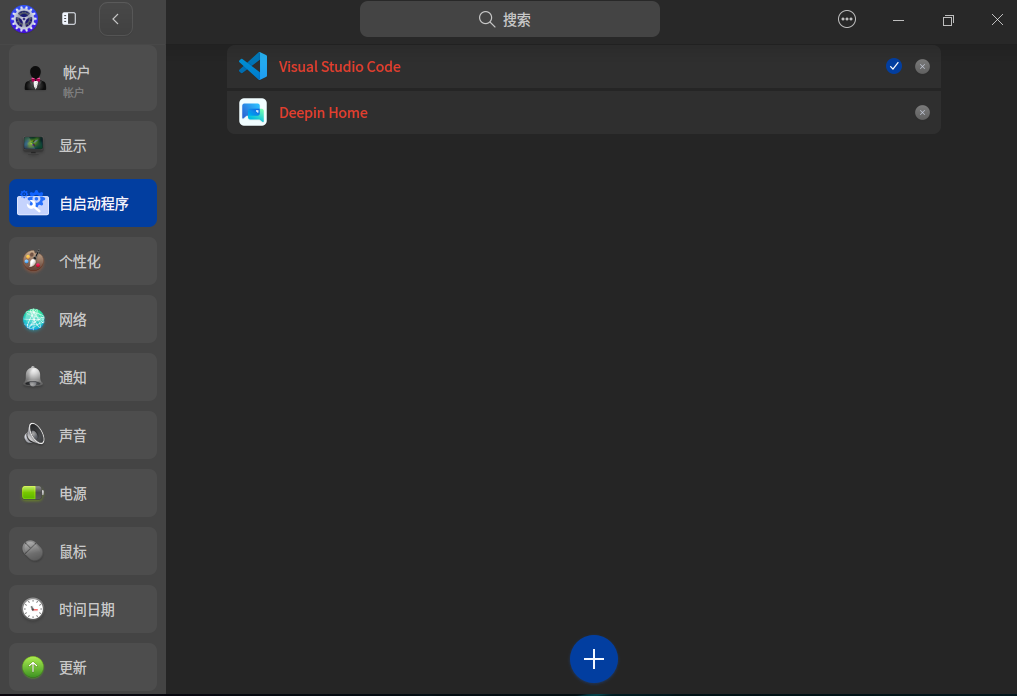 搜索
帐户
帐户
显示
自启动程序
个性化
网络
通知
声音
电源
鼠标
时间日期
更新
Visual Studio Code
Deepin Home